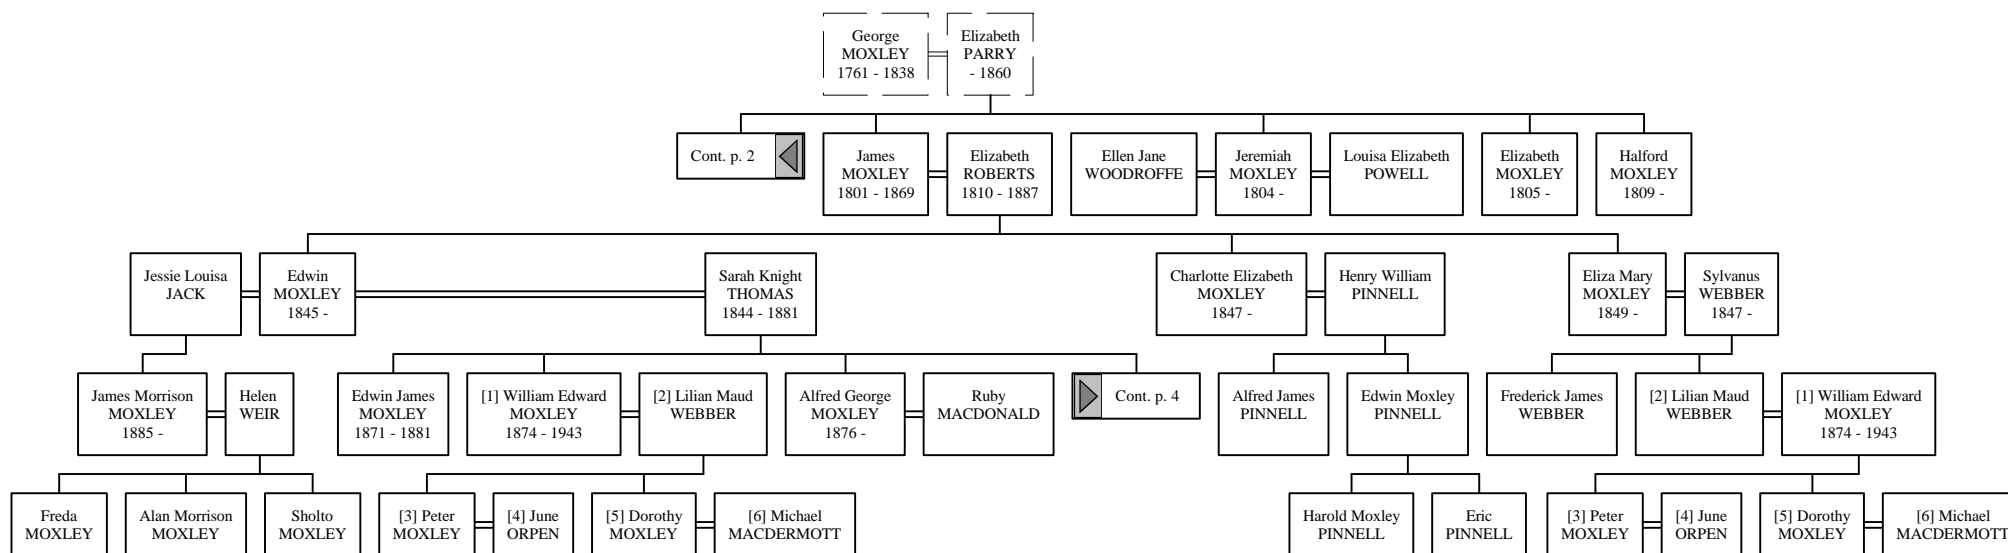 George
MOXLEY
1761 - 1838
Elizabeth
PARRY
- 1860
Cont. p. 2
James
MOXLEY
1801 - 1869
Elizabeth
ROBERTS
1810 - 1887
Ellen Jane
WOODROFFE
Jeremiah
MOXLEY
1804 -
Louisa Elizabeth
POWELL
Elizabeth
MOXLEY
1805 -
Halford
MOXLEY
1809 -
Jessie Louisa
JACK
Edwin
MOXLEY
1845 -
Sarah Knight
THOMAS
1844 - 1881
Charlotte Elizabeth
MOXLEY
1847 -
Henry William
PINNELL
Eliza Mary
MOXLEY
1849 -
Sylvanus
WEBBER
1847 -
James Morrison
MOXLEY
1885 -
Helen
WEIR
Edwin James
MOXLEY
1871 - 1881
[1] William Edward
MOXLEY
1874 - 1943
[2] Lilian Maud
WEBBER
Alfred George
MOXLEY
1876 -
Ruby
MACDONALD
Cont. p. 4
Alfred James
PINNELL
Edwin Moxley
PINNELL
Frederick James
WEBBER
[2] Lilian Maud
WEBBER
[1] William Edward
MOXLEY
1874 - 1943
Freda
MOXLEY
Alan Morrison
MOXLEY
Sholto
MOXLEY
[3] Peter
MOXLEY
[4] June
ORPEN
[5] Dorothy
MOXLEY
[6] Michael
MACDERMOTT
Harold Moxley
PINNELL
Eric
PINNELL
[3] Peter
MOXLEY
[4] June
ORPEN
[5] Dorothy
MOXLEY
[6] Michael
MACDERMOTT